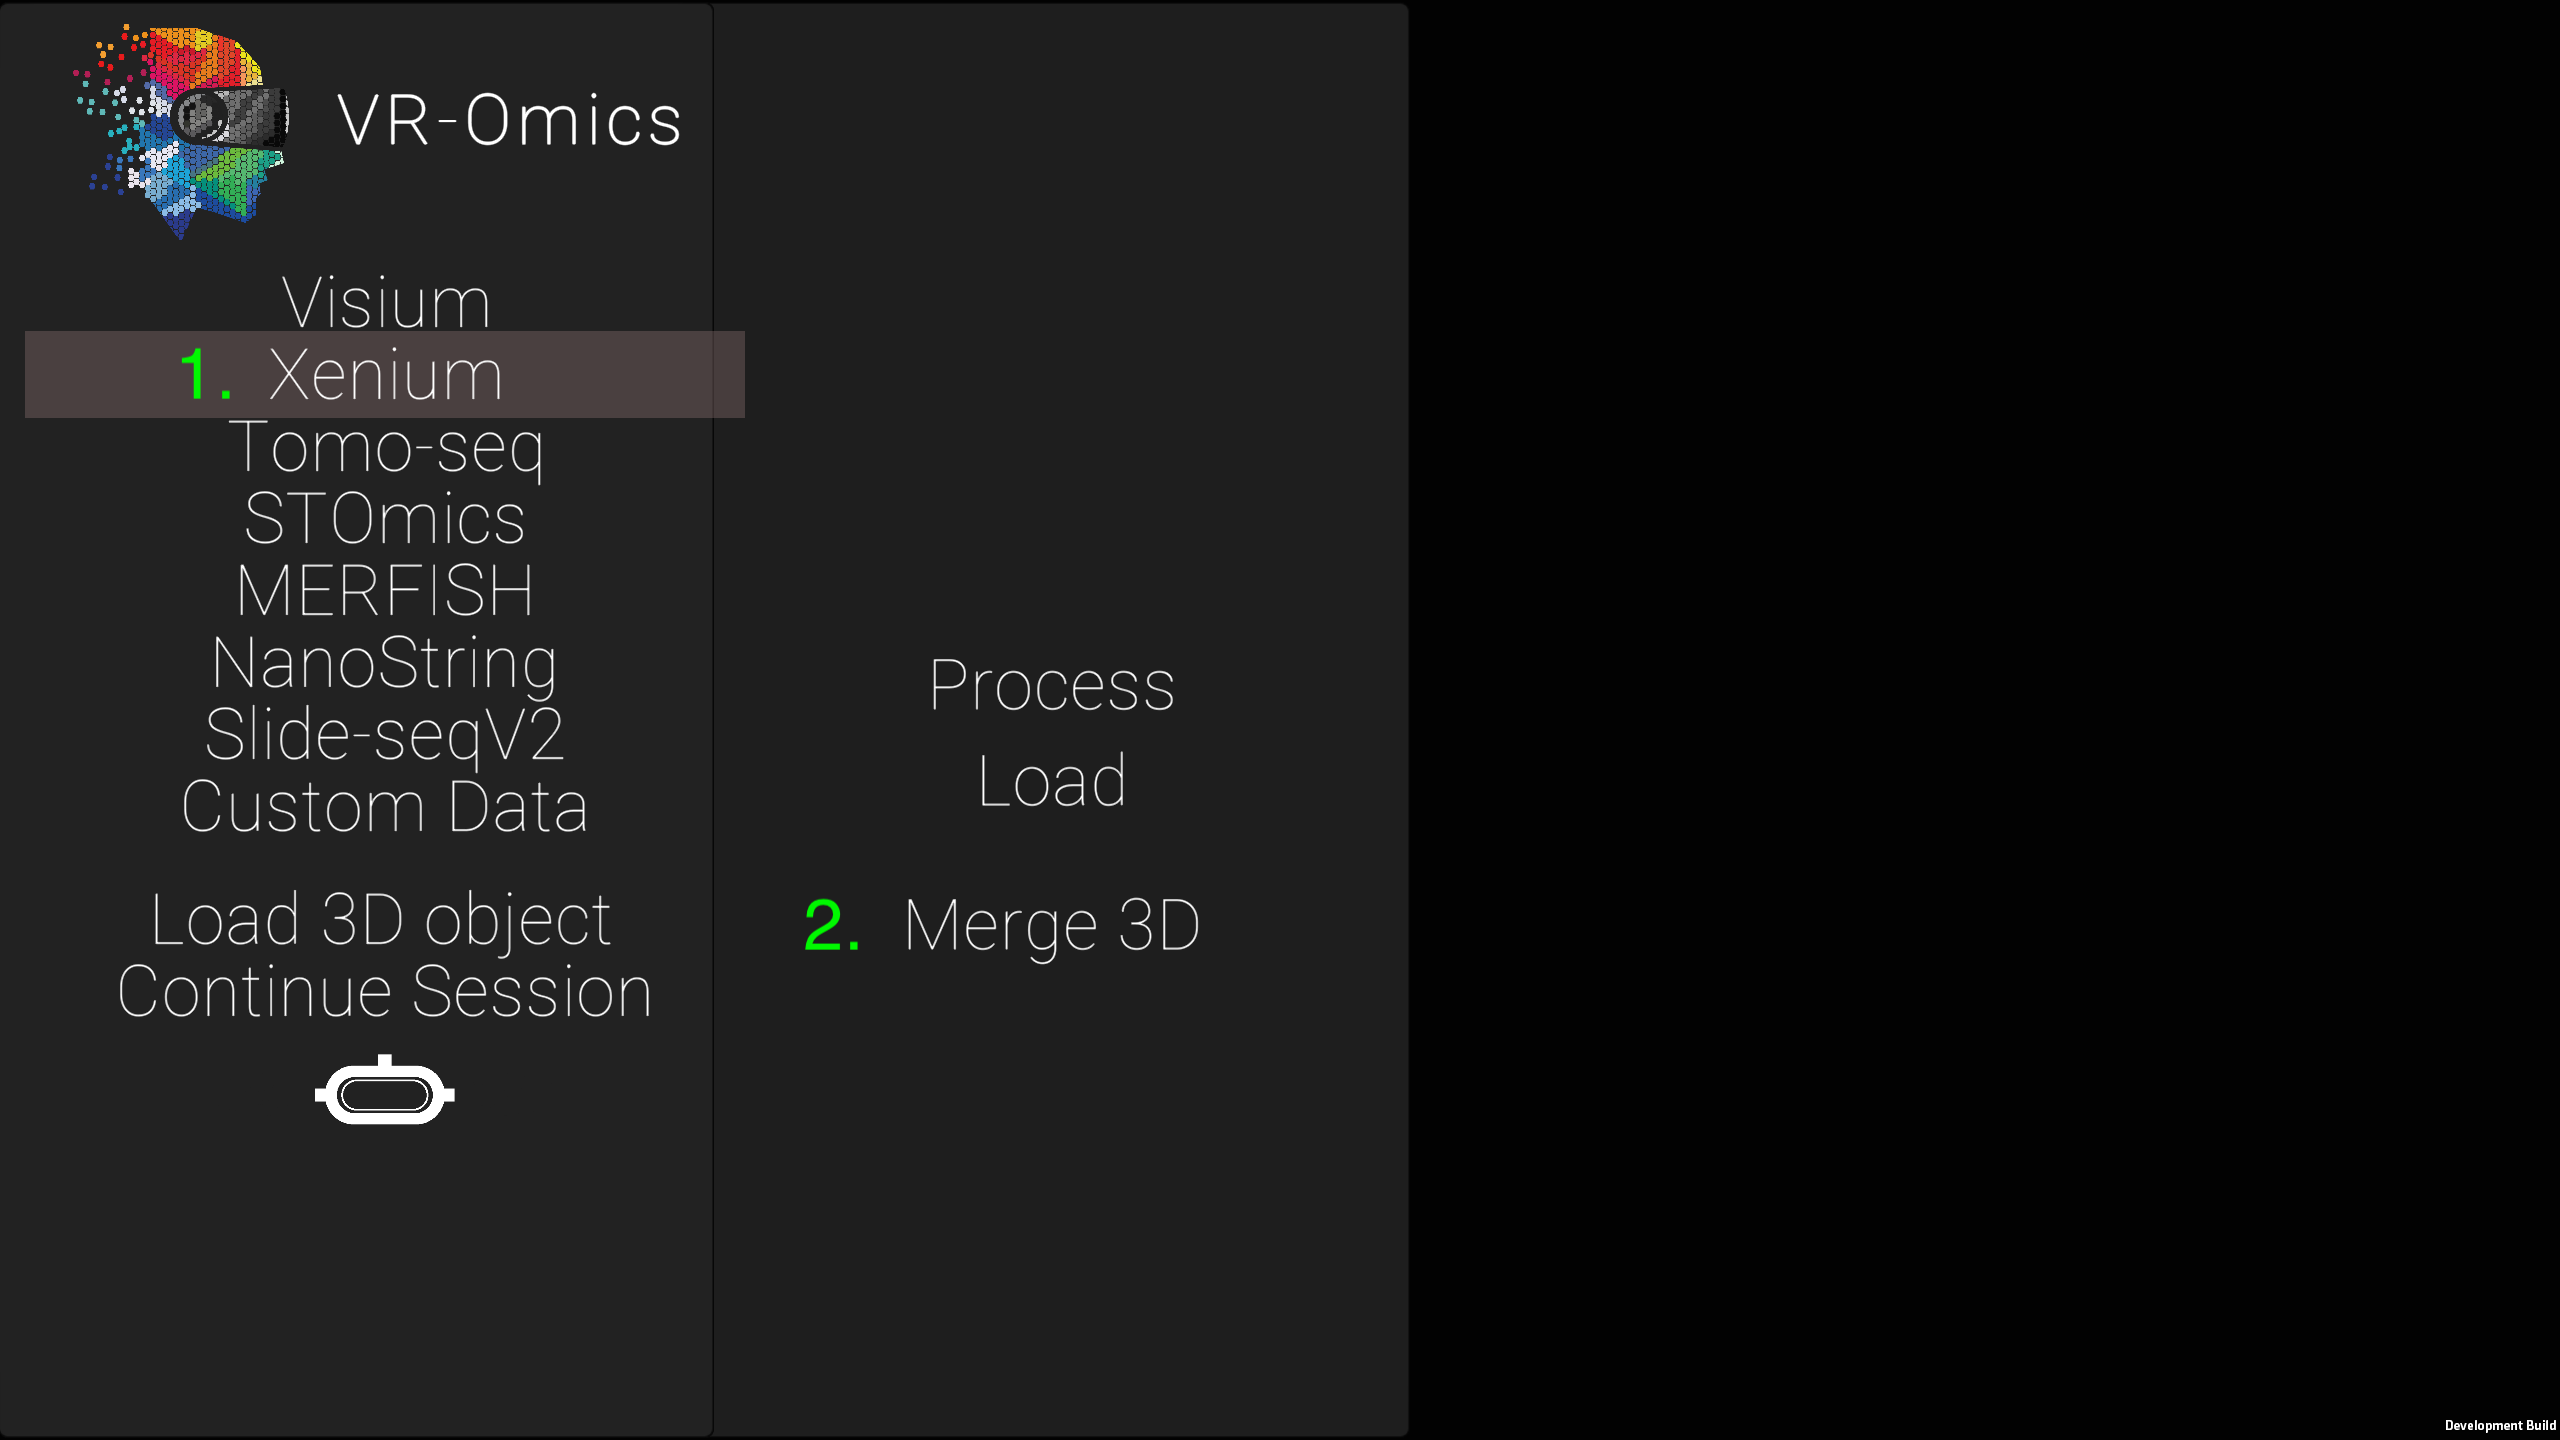 VR-Omics
Visium
1. Xenium
Tomo-seq
STOmics
MERFISH
NanoString
Slide-seqV2
Custom Data
Load 3D object
Continue Session
Process
Load
2. Merge 3D
Development Build